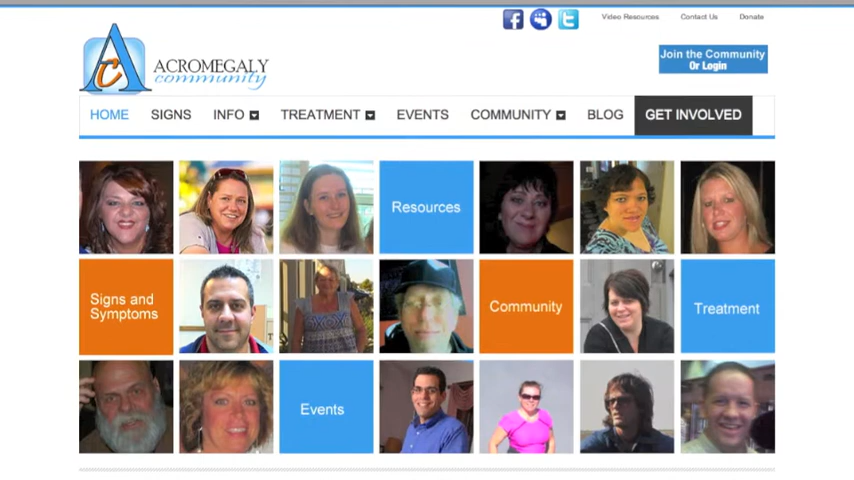 Video Resources Contact Us Donate
ACROMEGALY
community
Join the Community
Or Login
HOME SIGNS INFO TREATMENT EVENTS COMMUNITY BLOG GET INVOLVED
Resources
Signs and
Symptoms
Community
Treatment
Events